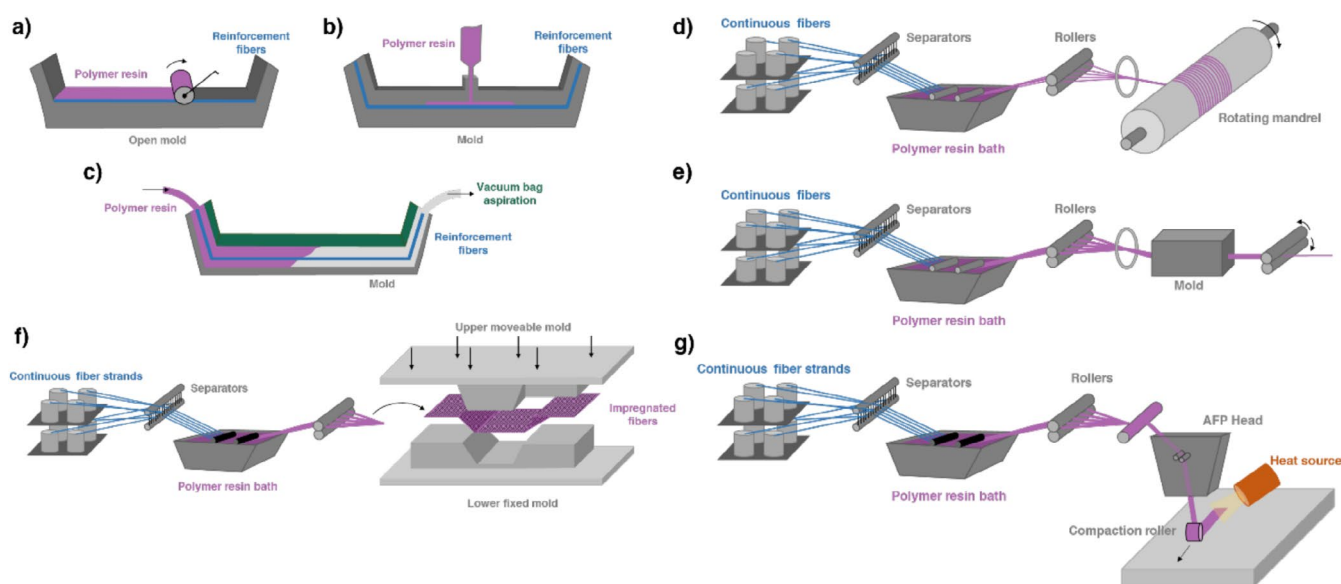 a)
Reinforcement
fibers
Polymer resin
Open mold
b)
Polymer
resin
Reinforcement
fibers
Mold
c)
Polymer resin
Vacuum bag
aspiration
Reinforcement
fibers
Mold
d)
Continuous fibers
Separators
Rollers
Polymer resin bath
Rotating mandrel
e)
Continuous fibers
Separators
Rollers
Polymer resin bath
Mold
f)
Continuous fiber strands
Separators
Polymer resin bath
Upper moveable mold
Impregnated
fibers
Lower fixed mold
g)
Continuous fiber strands
Separators
Rollers
Polymer resin bath
AFP Head
Heat source
Compaction roller